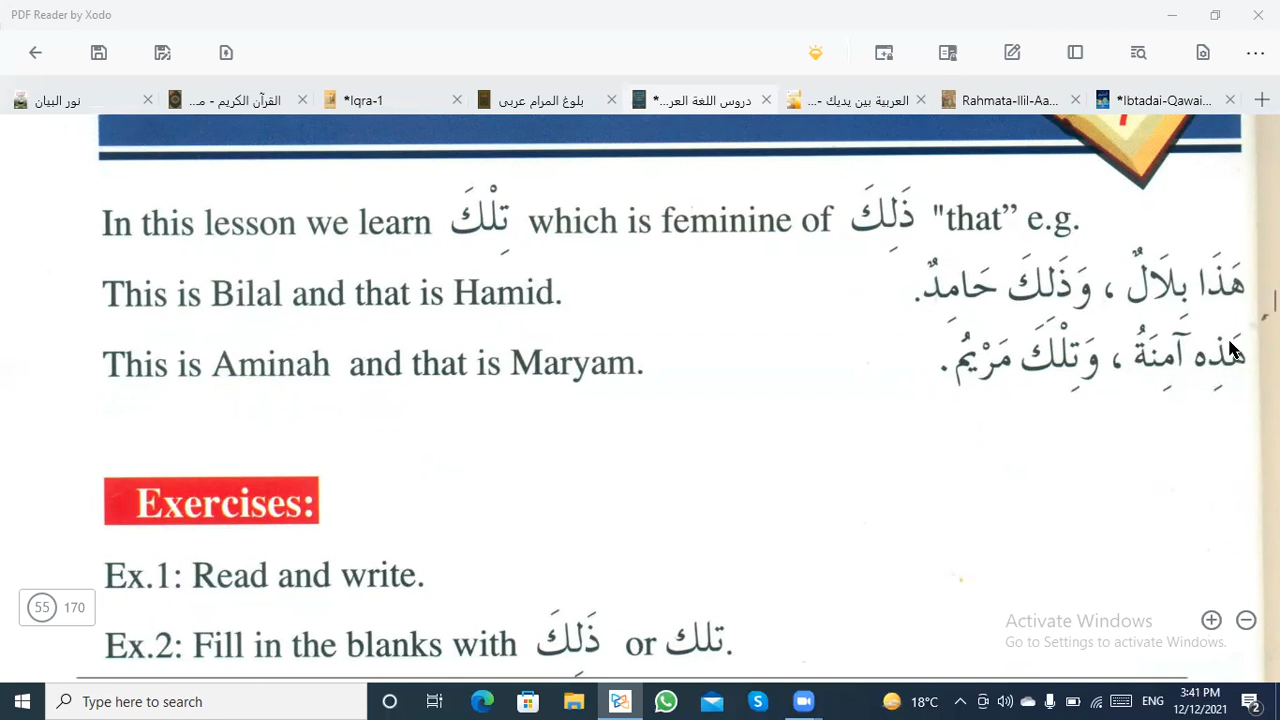 PDF Reader by Xodo
نور البيان
القرآن الكريم - م...
*Iqra-1
بلوغ المرام عربى
دروس اللغة العر...*
العربية بين يديك -...
Rahmata-Ilil-Aa...
*Ibtadai-Qawai...
7
In this lesson we learn تِلْكَ which is feminine of ذَلِكَ "that” e.g.
This is Bilal and that is Hamid. هَذَا بِلَالٌ ، وَذَلِكَ حَامِدٌ.
This is Aminah and that is Maryam. هَذِه آمِنَةُ ، وَتِلْكَ مَرْيَمُ.
Exercises:
Ex.1: Read and write.
55 170
Ex.2: Fill in the blanks with ذَلِكَ or تلك.
Activate Windows
Go to Settings to activate Windows.
Type here to search
18°C
ENG
3:41 PM
12/12/2021
2